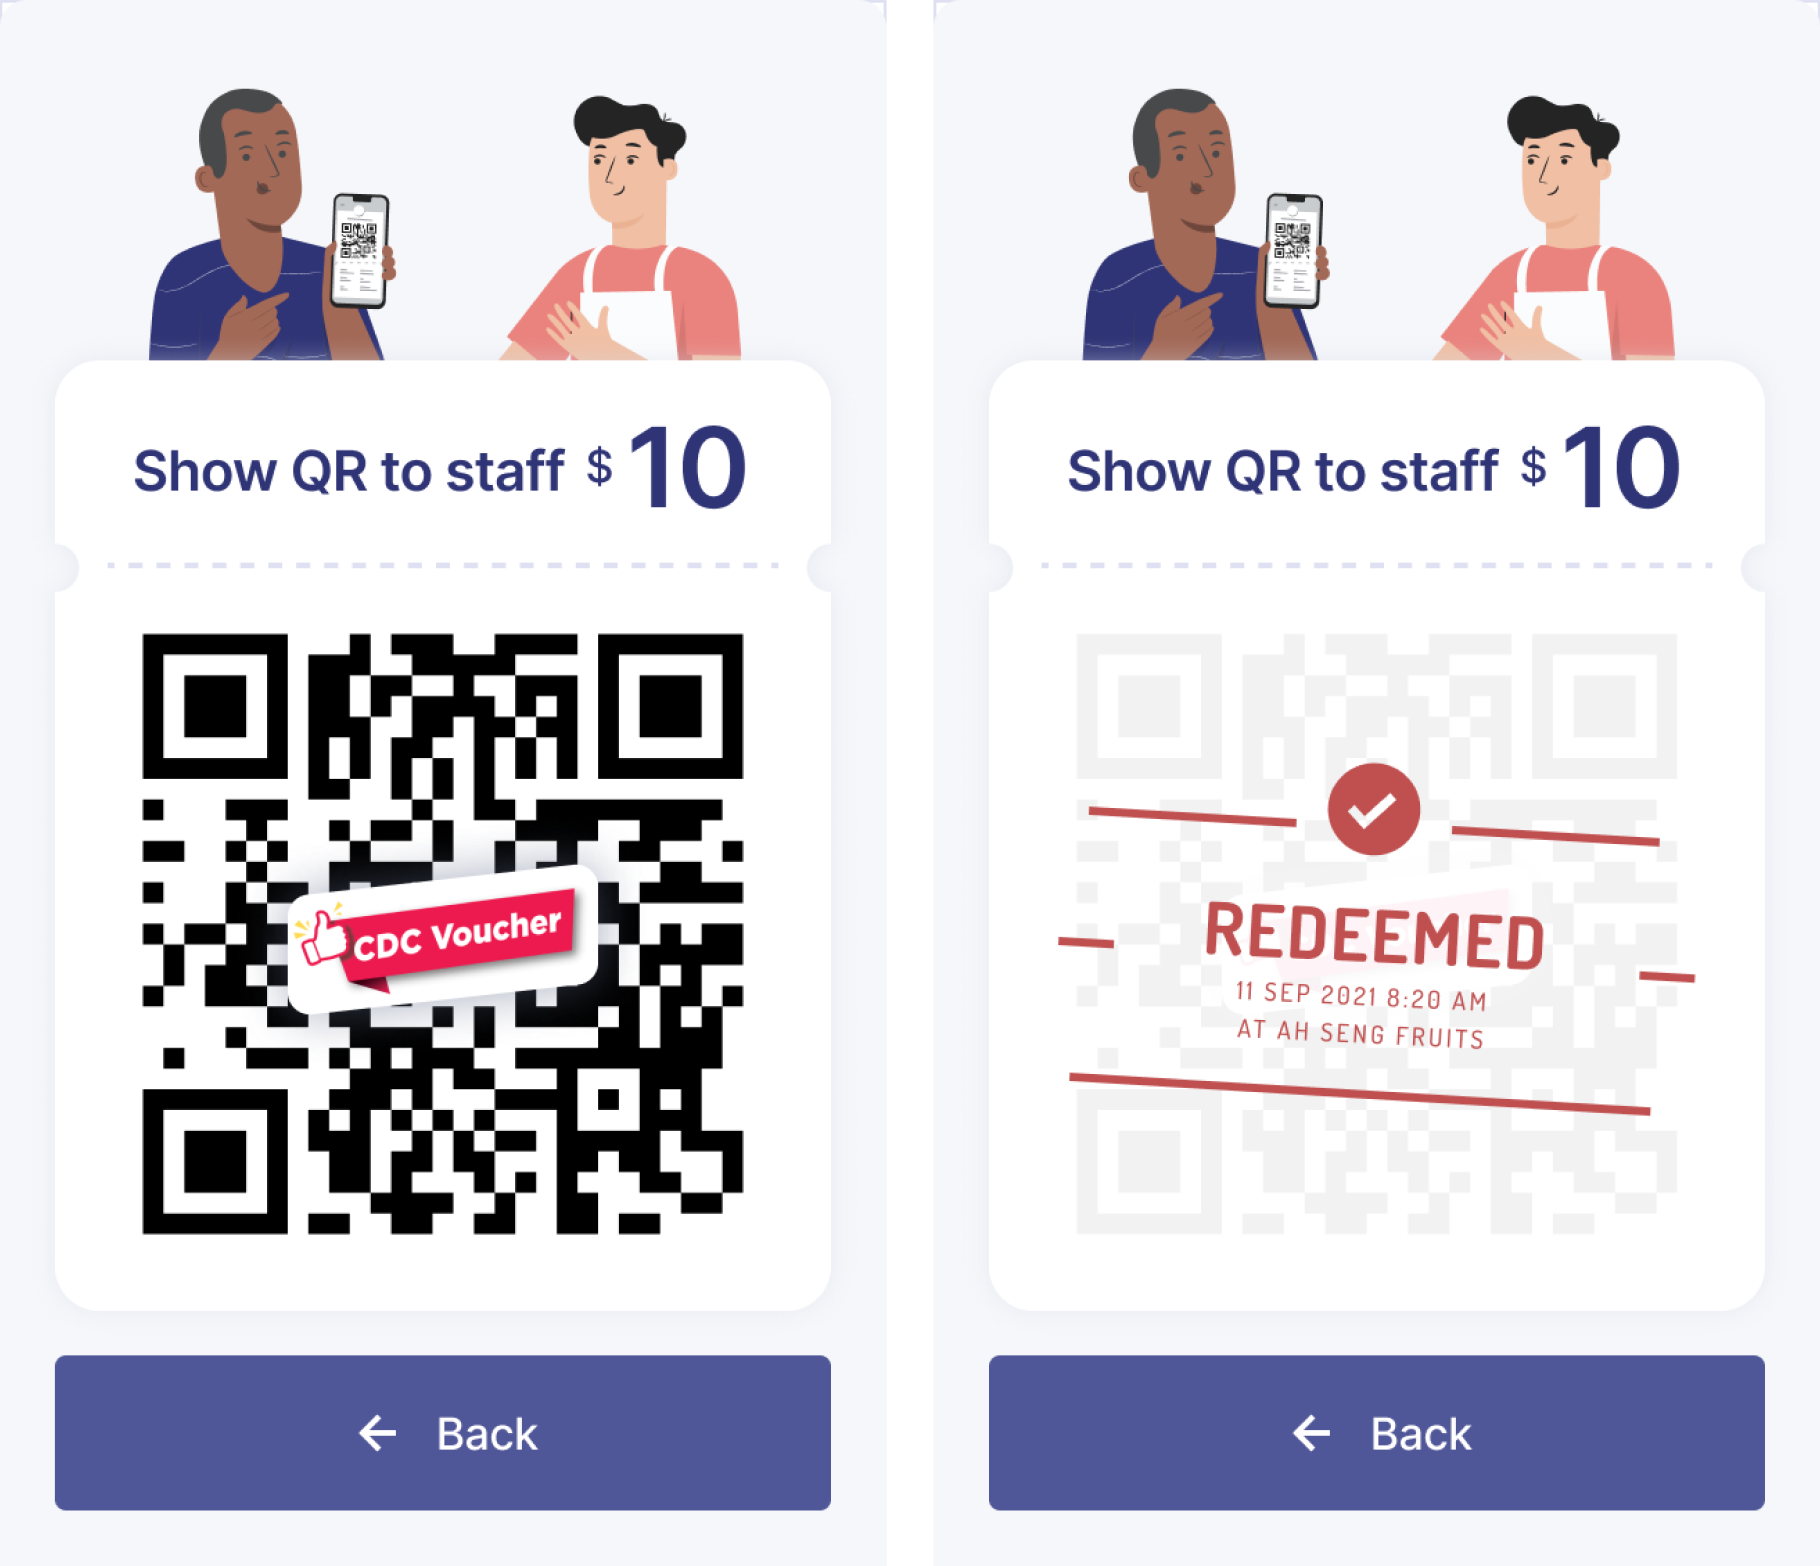 Show QR to staff $ 10
CDC Voucher
← Back
Show QR to staff $ 10
REDEEMED
11 SEP 2021 8:20 AM
AT AH SENG FRUITS
← Back